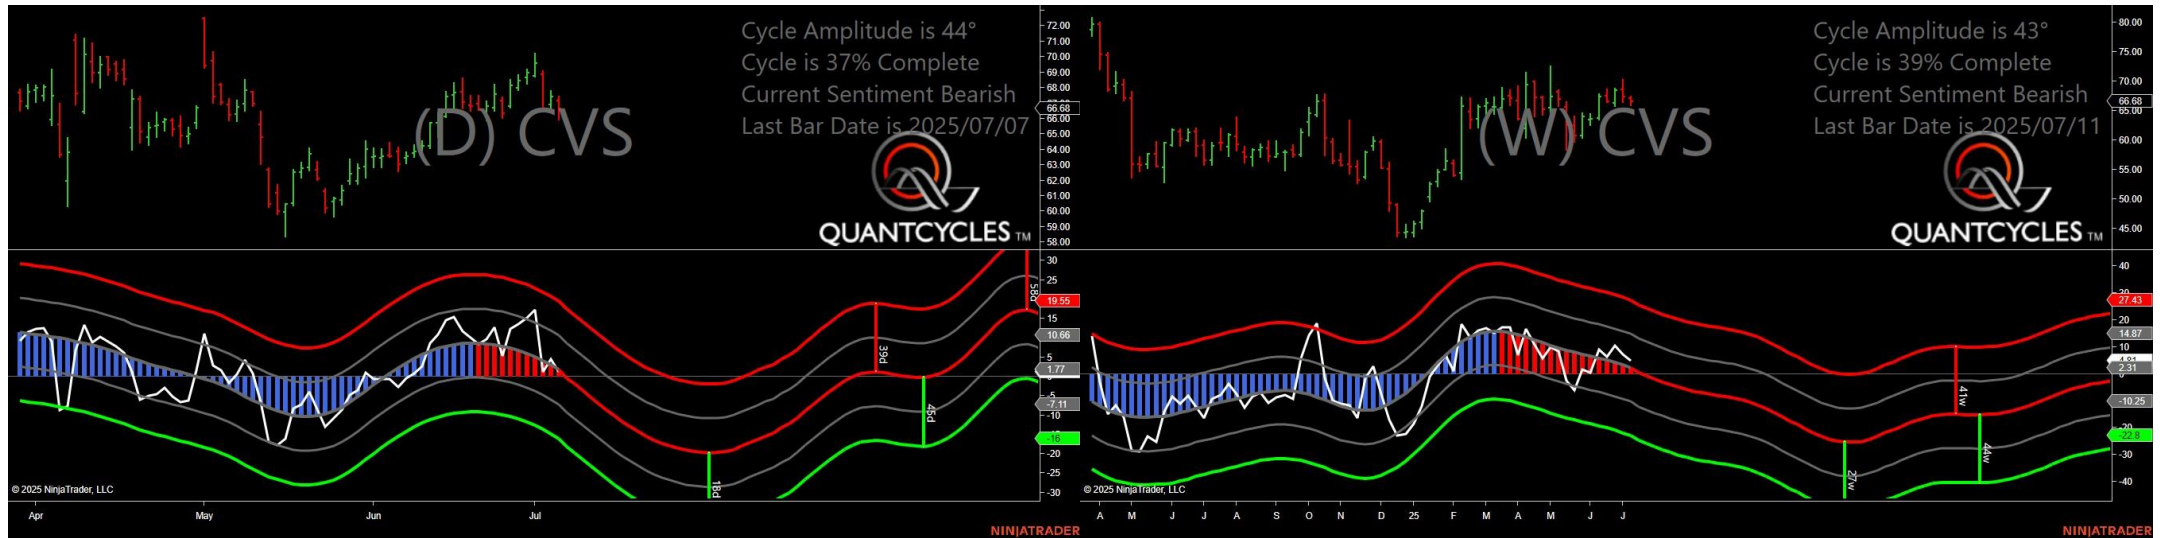 Cycle Amplitude is 44°
Cycle is 37% Complete
Current Sentiment Bearish
Last Bar Date is 2025/07/07
(D) CVS
QUANTCYCLES TM
72.00
71.00
70.00
69.00
68.00
66.68
66.00
65.00
64.00
63.00
62.00
61.00
60.00
59.00
58.00
30
25
58d
19.55
15
10.66
39d
5
1.77
-5
-7.11
-10
45d
-16
-20
-25
18d
-30
© 2025 NinjaTrader, LLC
Apr May Jun Jul
NINJATRADER
Cycle Amplitude is 43°
Cycle is 39% Complete
Current Sentiment Bearish
Last Bar Date is 2025/07/11
(W) CVS
QUANTCYCLES TM
80.00
75.00
70.00
66.68
65.00
60.00
55.00
50.00
45.00
40
27.43
20
14.87
10
4.81
2.31
41w
-10.25
-22.8
-30
44w
27w
-40
© 2025 NinjaTrader, LLC
A M J J A S O N D 25 F M A M J J
NINJATRADER